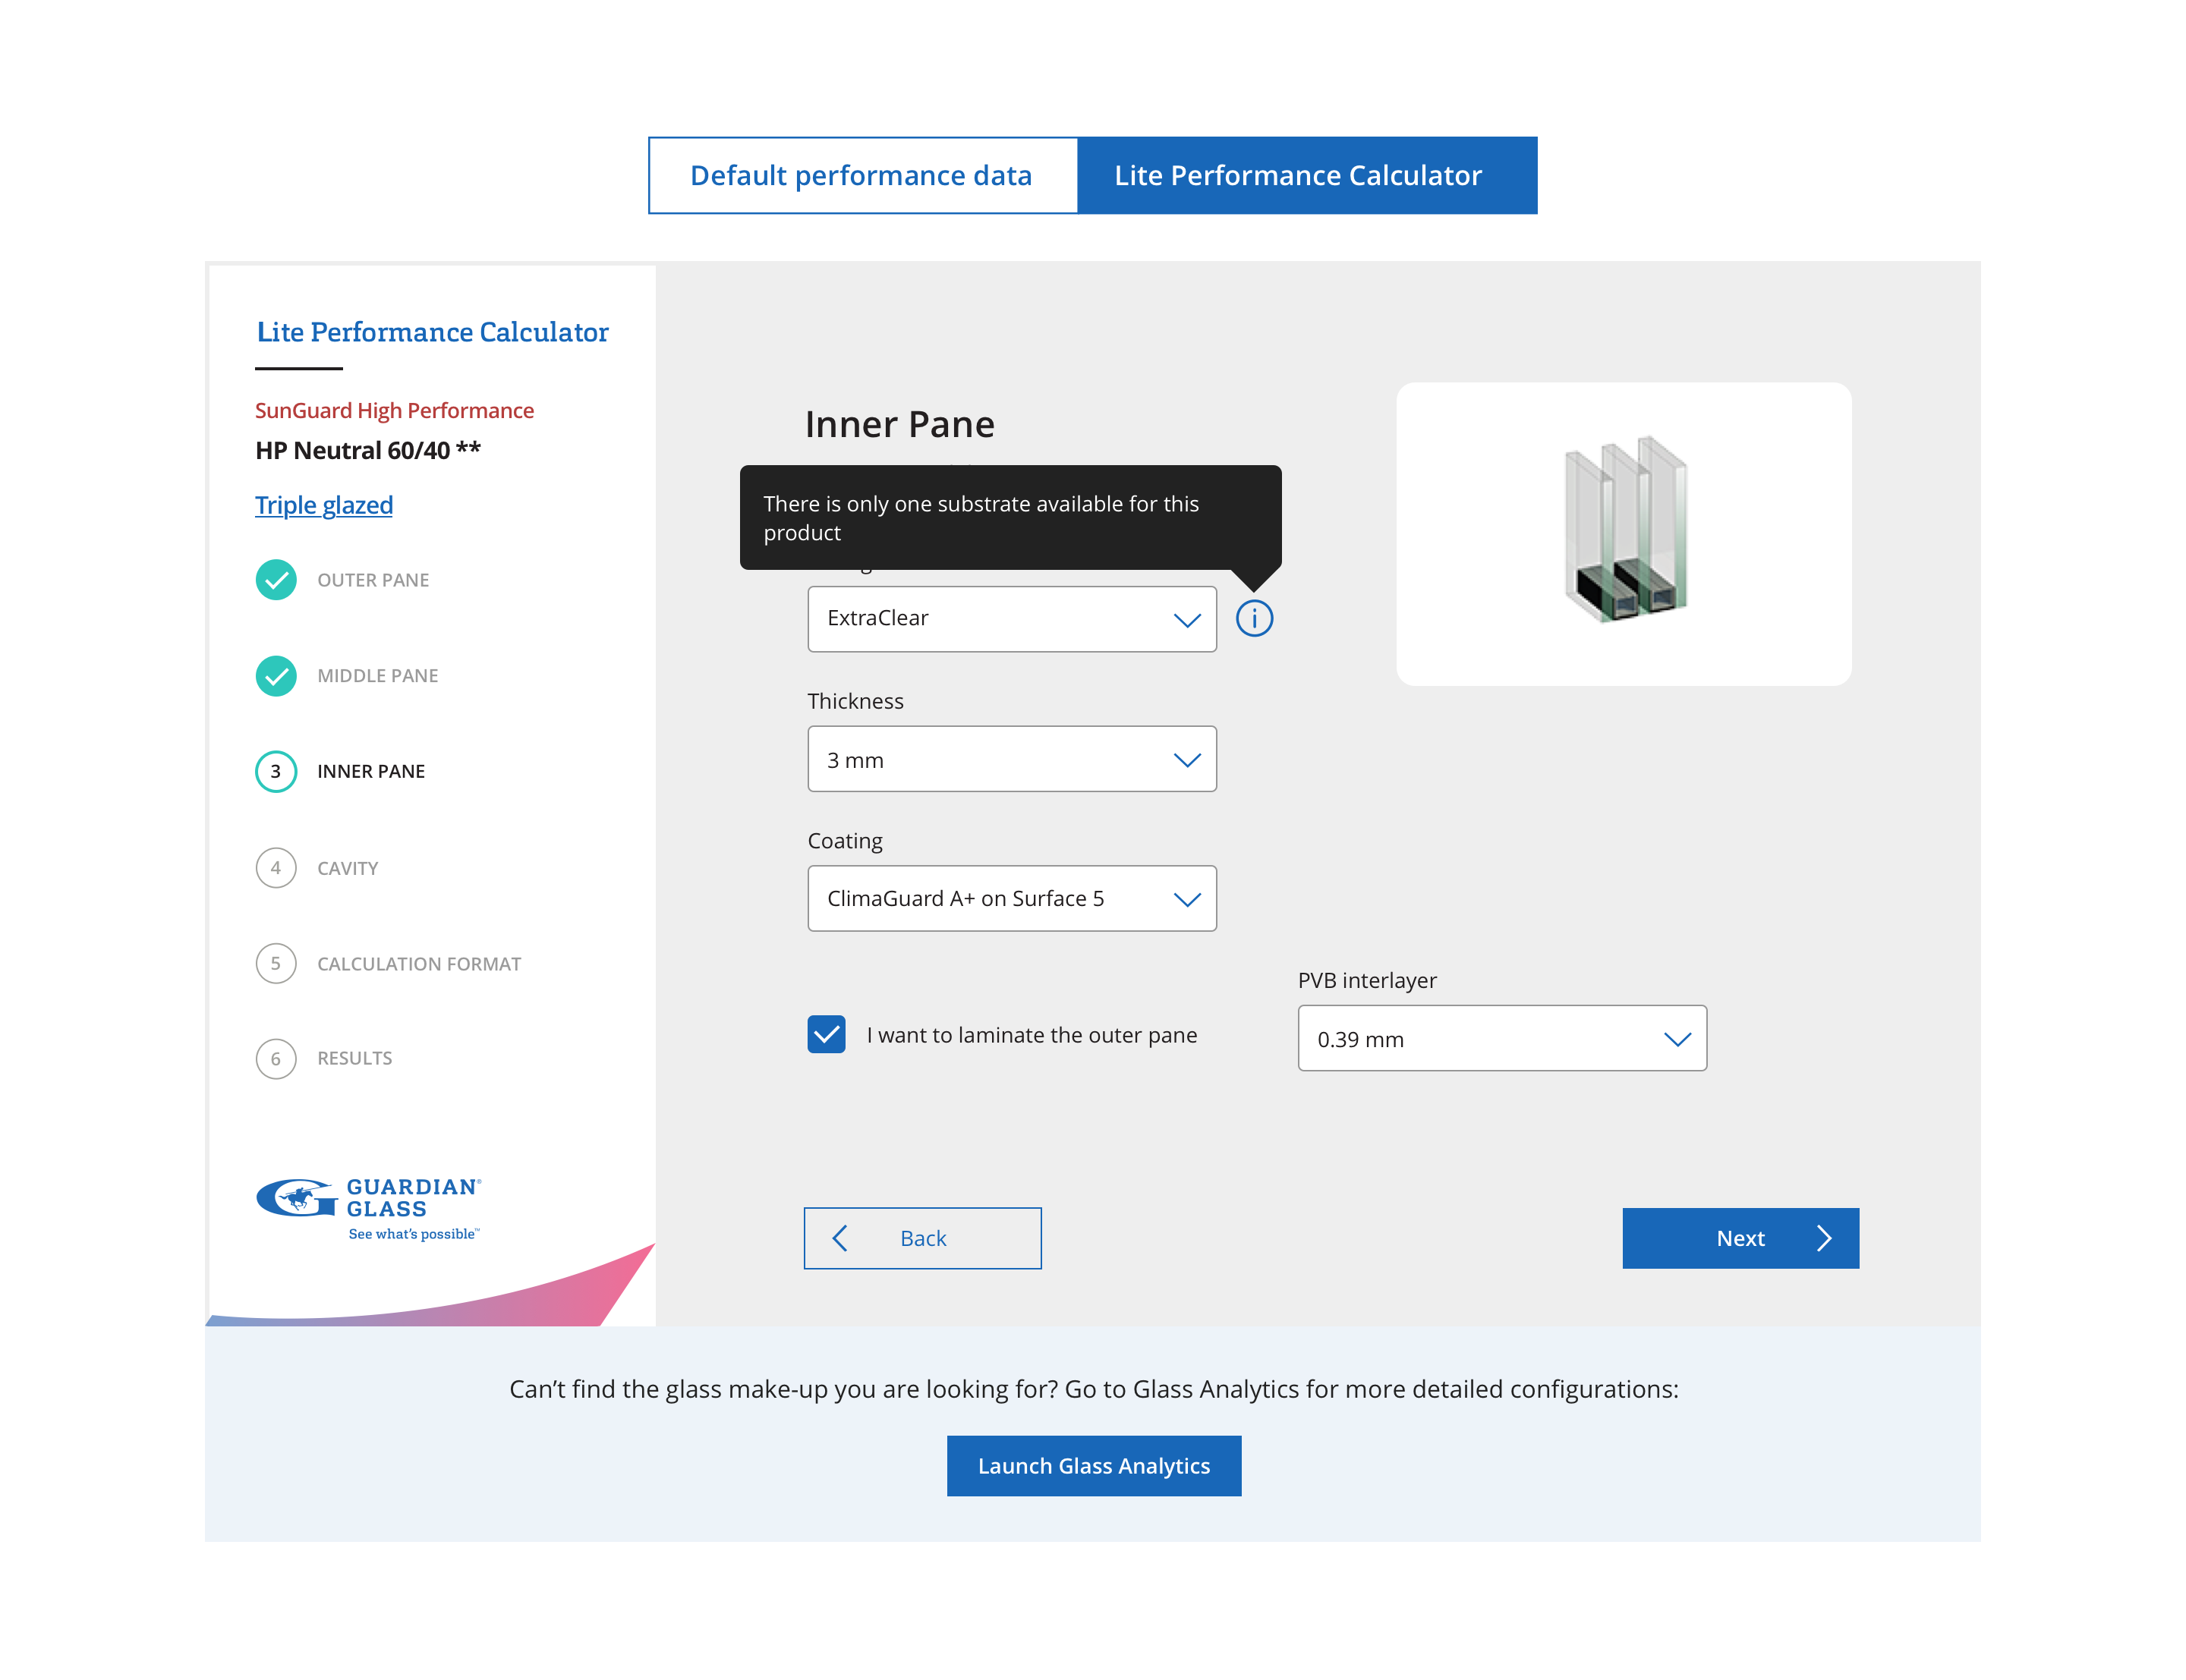 Default performance data
Lite Performance Calculator
Lite Performance Calculator
SunGuard High Performance
HP Neutral 60/40 **
Triple glazed
OUTER PANE
MIDDLE PANE
3
INNER PANE
4
CAVITY
5
CALCULATION FORMAT
6
RESULTS
GUARDIAN®
GLASS
See what's possible™
Inner Pane
There is only one substrate available for this
product
ExtraClear
i
Thickness
3 mm
Coating
ClimaGuard A+ on Surface 5
I want to laminate the outer pane
PVB interlayer
0.39 mm
Back
Next
Can’t find the glass make-up you are looking for? Go to Glass Analytics for more detailed configurations:
Launch Glass Analytics